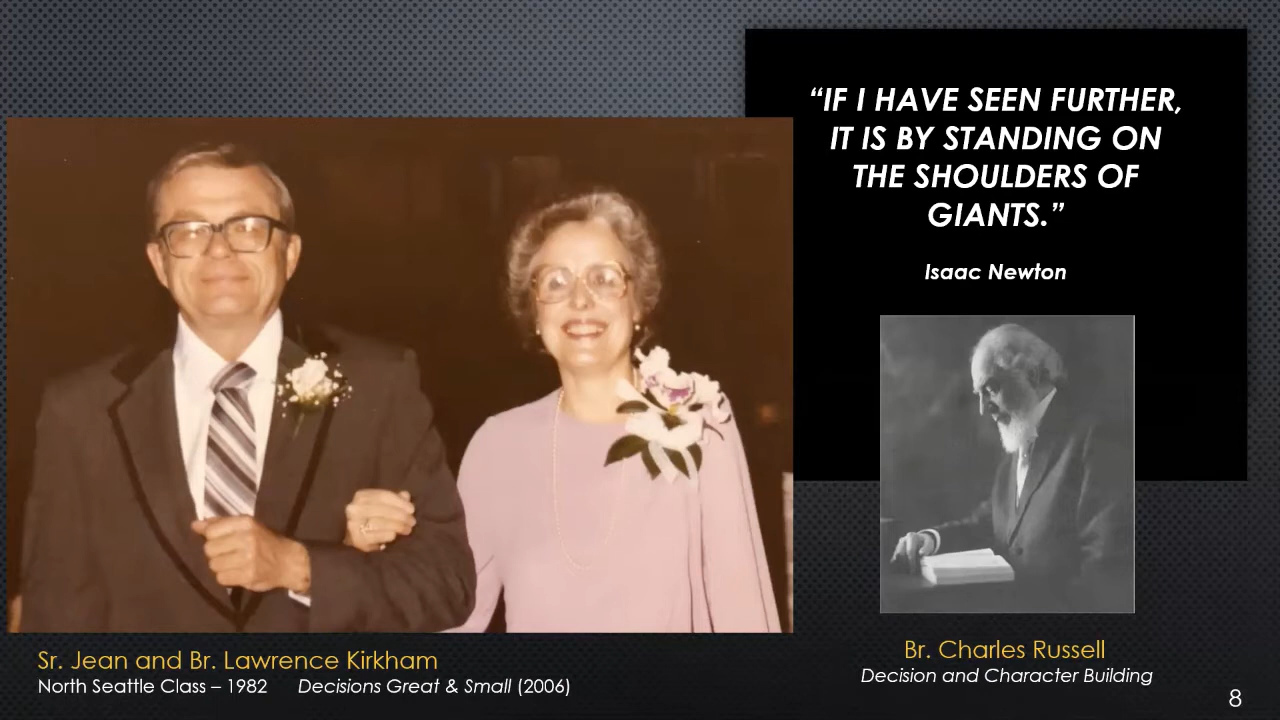 “IF I HAVE SEEN FURTHER,
IT IS BY STANDING ON
THE SHOULDERS OF
GIANTS.”
Isaac Newton
Sr. Jean and Br. Lawrence Kirkham
North Seattle Class – 1982 Decisions Great & Small (2006)
Br. Charles Russell
Decision and Character Building
8